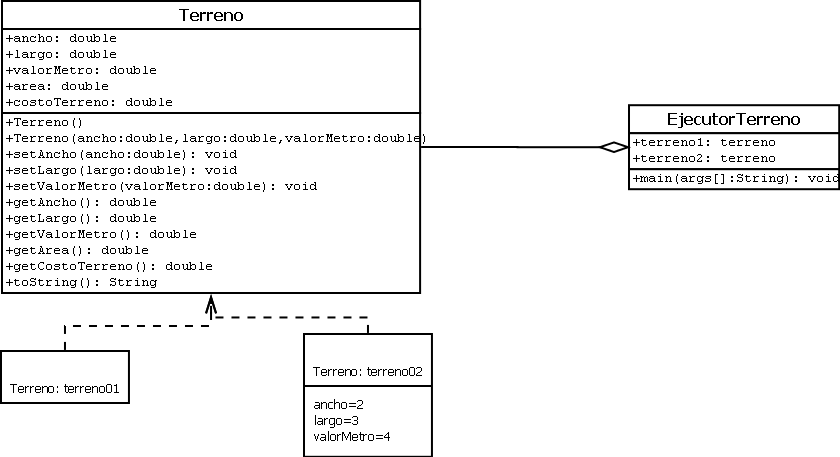 Terreno
+ancho: double
+largo: double
+valorMetro: double
+area: double
+costoTerreno: double
+Terreno()
+Terreno(ancho:double,largo:double,valorMetro:double)
+setAncho(ancho:double): void
+setLargo(largo:double): void
+setValorMetro(valorMetro:double): void
+getAncho(): double
+getLargo(): double
+getValorMetro(): double
+getArea(): double
+getCostoTerreno(): double
+toString(): String
EjecutorTerreno
+terreno1: terreno
+terreno2: terreno
+main(args[]:String): void
Terreno: terreno01
Terreno: terreno02
ancho=2
largo=3
valorMetro=4